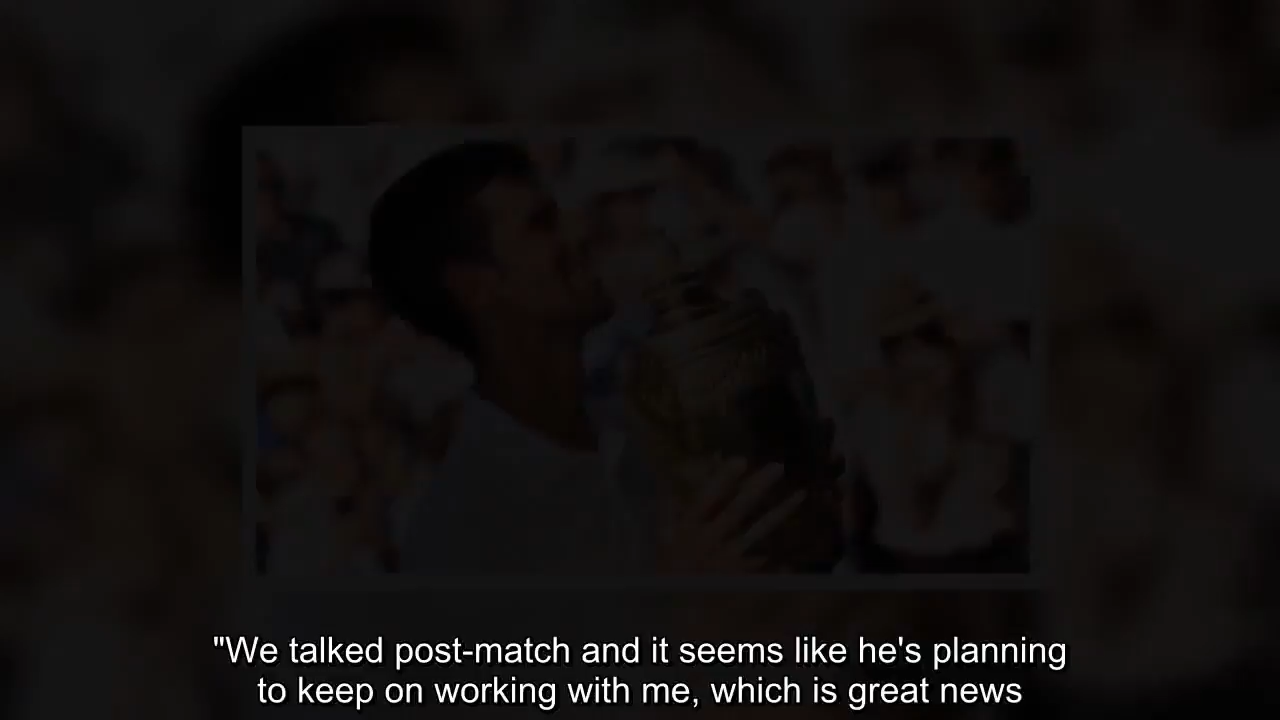 "We talked post-match and it seems like he's planning
to keep on working with me, which is great news